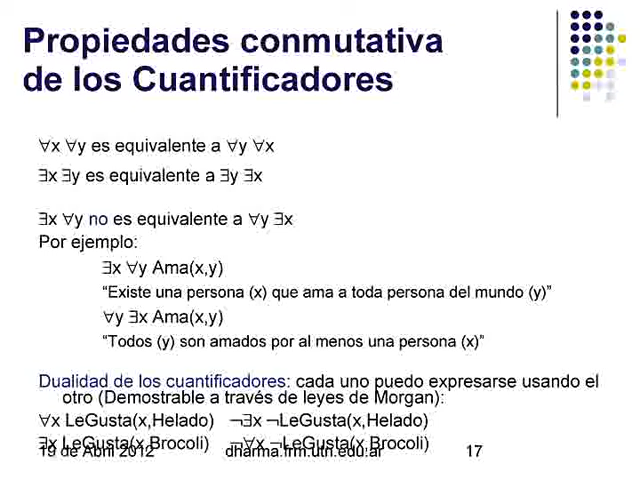 Propiedades conmutativa
de los Cuantificadores
∀x ∀y es equivalente a ∀y ∀x
∃x ∃y es equivalente a ∃y ∃x
∃x ∀y no es equivalente a ∀y ∃x
Por ejemplo:
∃x ∀y Ama(x,y)
“Existe una persona (x) que ama a toda persona del mundo (y)”
∀y ∃x Ama(x,y)
“Todos (y) son amados por al menos una persona (x)”
Dualidad de los cuantificadores: cada uno puedo expresarse usando el
otro (Demostrable a través de leyes de Morgan):
∀x LeGusta(x,Helado) ¬∃x ¬LeGusta(x,Helado)
∃x LeGusta(x,Brocoli) ¬∀x ¬LeGusta(x,Brocoli)
19 de Abril 2012 dharma.frm.utn.edu.ar 17